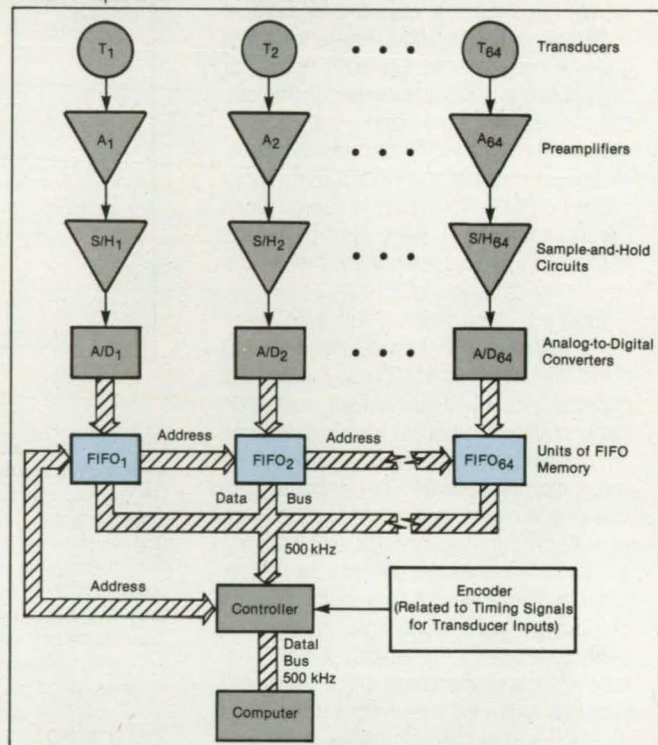 T1 T2 T64 Transducers
A1 A2 A64 Preamplifiers
S/H1 S/H2 S/H64 Sample-and-Hold
Circuits
A/D1 A/D2 A/D64 Analog-to-Digital
Converters
Address Address
FIFO1 FIFO2 FIFO64 Units of FIFO
Memory
Data Bus
500 kHz
Address
Controller
Encoder
(Related to Timing Signals
for Transducer Inputs)
Datal
Bus
500 kHz
Computer